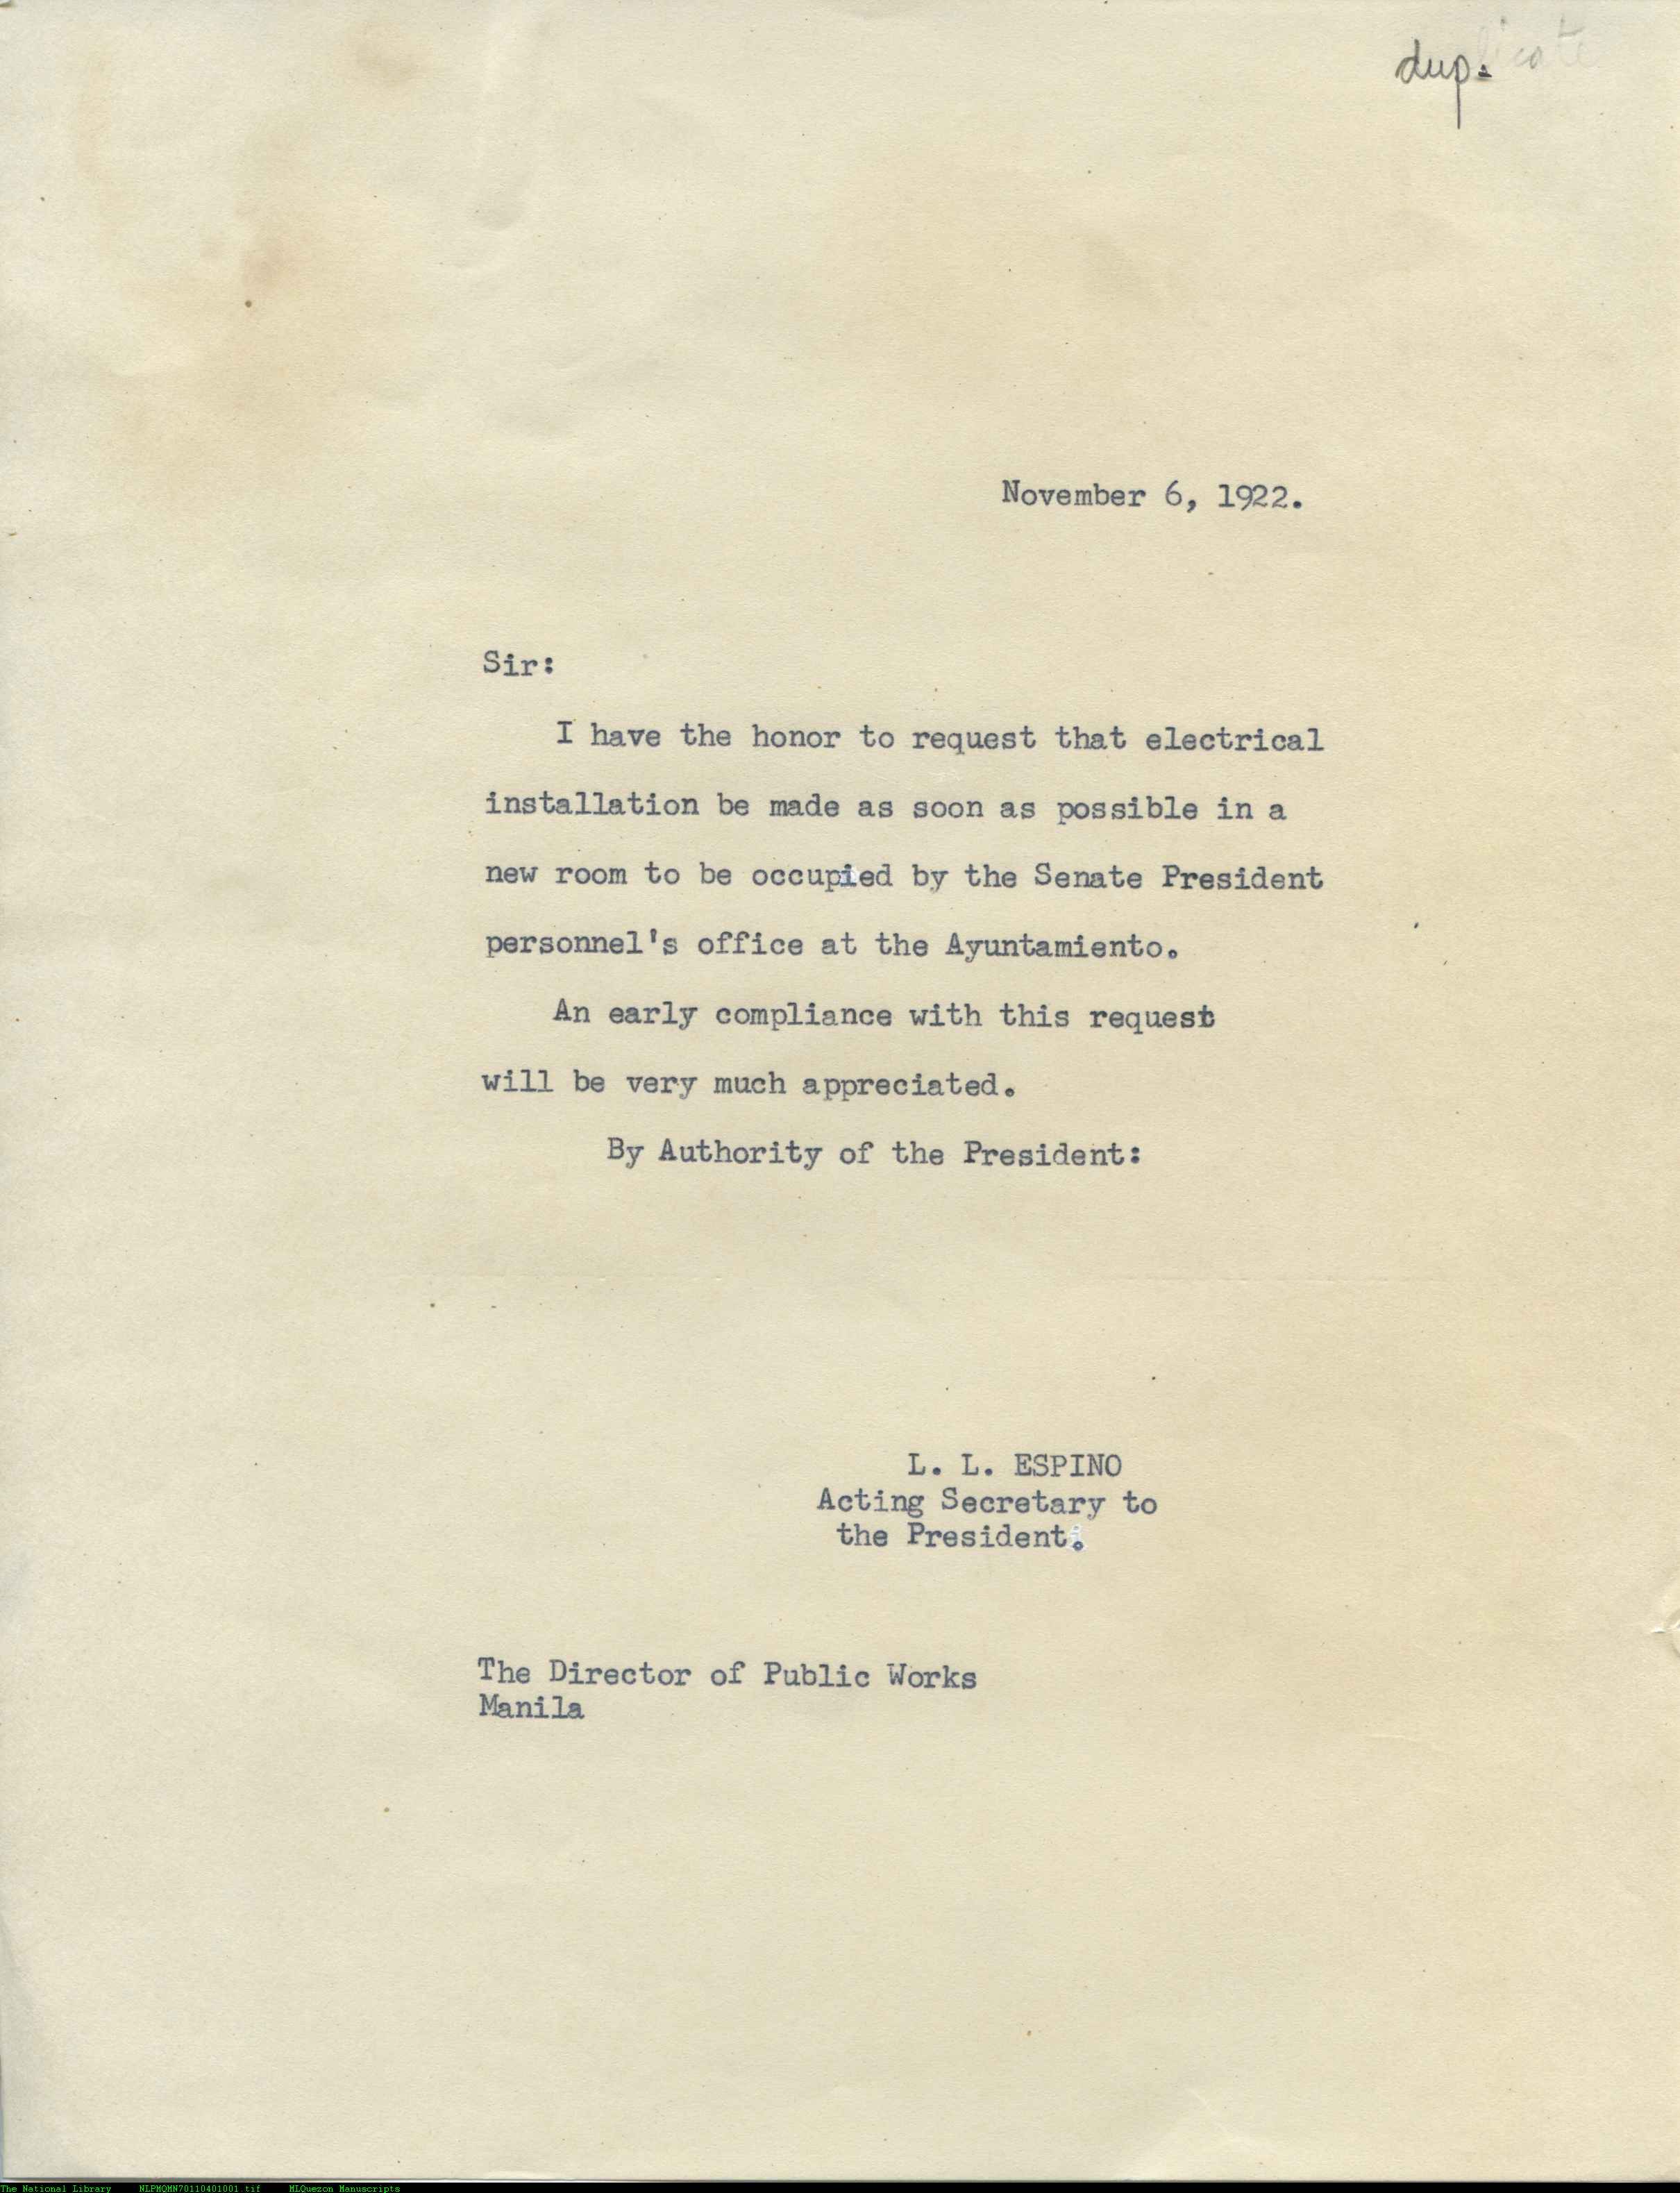 dup.licate
November 6, 1922.
Sir:
I have the honor to request that electrical
installation be made as soon as possible in a
new room to be occupied by the Senate President
personnel's office at the Ayuntamiento.
An early compliance with this request
will be very much appreciated.
By Authority of the President:
L. L. ESPINO
Acting Secretary to
the President.
The Director of Public Works
Manila
The National Library NLPMQMN70110401001.tif MLQuezon Manuscripts